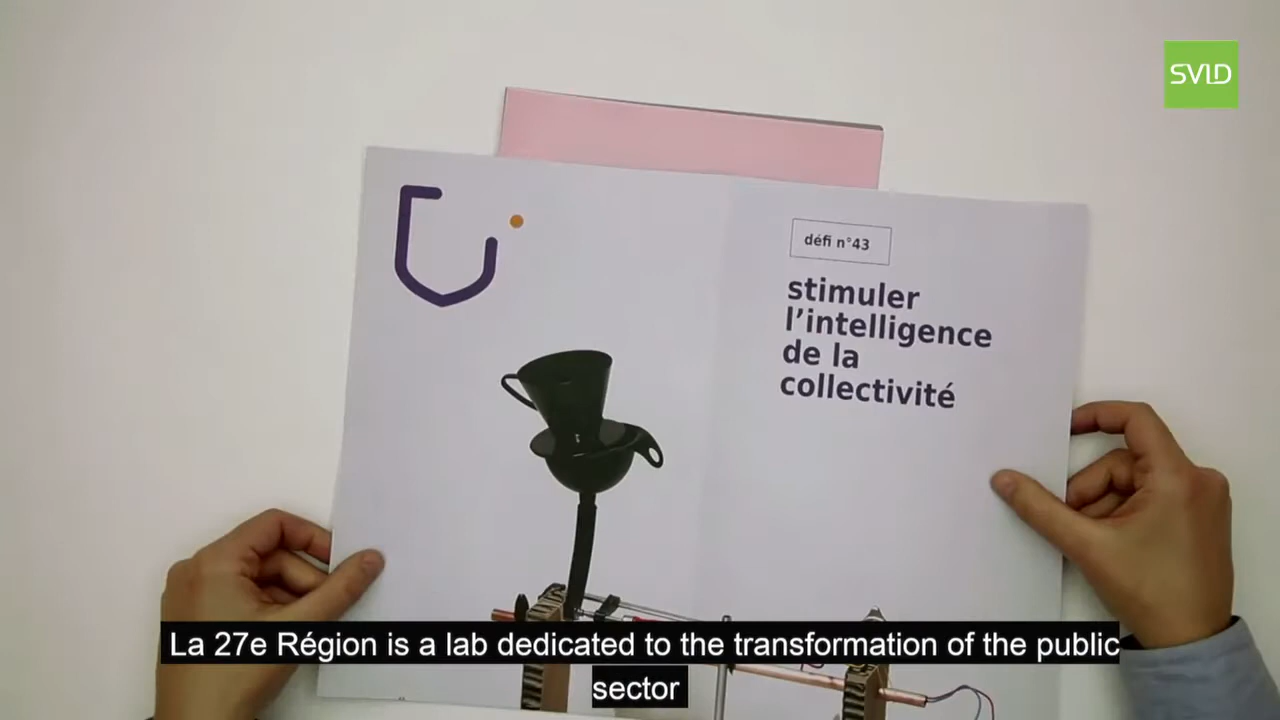 SVID
défi n°43
stimuler
l’intelligence
de la
collectivité
La 27e Région is a lab dedicated to the transformation of the public
sector